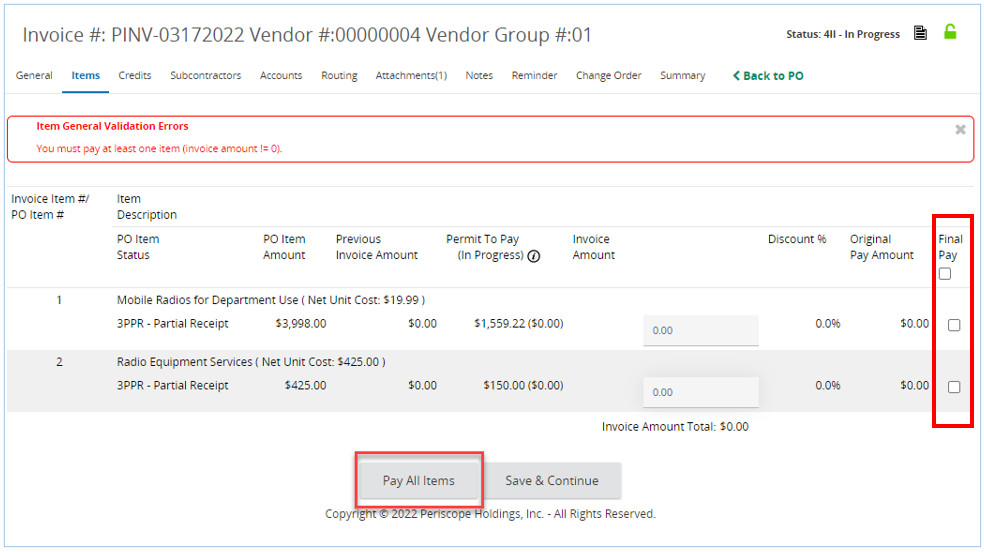 Invoice #: PINV-03172022 Vendor #:00000004 Vendor Group #:01
Status: 4II - In Progress
General Items Credits Subcontractors Accounts Routing Attachments(1) Notes Reminder Change Order Summary Back to PO
Item General Validation Errors
You must pay at least one item (invoice amount != 0).
Invoice Item #/ Item
PO Item # Description
PO Item PO Item Previous Permit To Pay Invoice Discount % Original Final
Status Amount Invoice Amount (In Progress) i Amount Pay Amount Pay
1 Mobile Radios for Department Use ( Net Unit Cost: $19.99 )
3PPR - Partial Receipt $3,998.00 $0.00 $1,559.22 ($0.00) 0.00 0.0% $0.00
2 Radio Equipment Services ( Net Unit Cost: $425.00 )
3PPR - Partial Receipt $425.00 $0.00 $150.00 ($0.00) 0.00 0.0% $0.00
Invoice Amount Total: $0.00
Pay All Items Save & Continue
Copyright © 2022 Periscope Holdings, Inc. - All Rights Reserved.